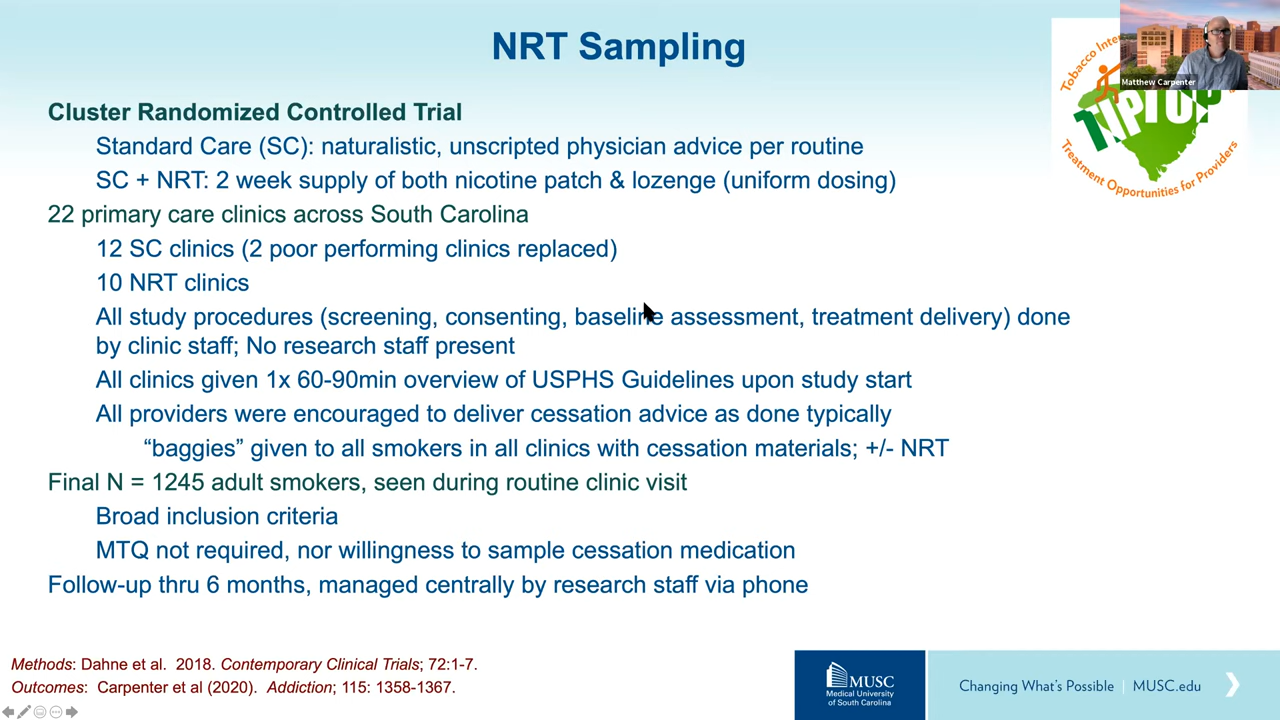 NRT Sampling
Matthew Carpenter
Tobacco Inte
TiPTOP
Treatment Opportunities for Providers
Cluster Randomized Controlled Trial
Standard Care (SC): naturalistic, unscripted physician advice per routine
SC + NRT: 2 week supply of both nicotine patch & lozenge (uniform dosing)
22 primary care clinics across South Carolina
12 SC clinics (2 poor performing clinics replaced)
10 NRT clinics
All study procedures (screening, consenting, baseline assessment, treatment delivery) done
by clinic staff; No research staff present
All clinics given 1x 60-90min overview of USPHS Guidelines upon study start
All providers were encouraged to deliver cessation advice as done typically
“baggies” given to all smokers in all clinics with cessation materials; +/- NRT
Final N = 1245 adult smokers, seen during routine clinic visit
Broad inclusion criteria
MTQ not required, nor willingness to sample cessation medication
Follow-up thru 6 months, managed centrally by research staff via phone
Methods: Dahne et al. 2018. Contemporary Clinical Trials; 72:1-7.
Outcomes: Carpenter et al (2020). Addiction; 115: 1358-1367.
MUSC
Medical University
of South Carolina
Changing What’s Possible | MUSC.edu